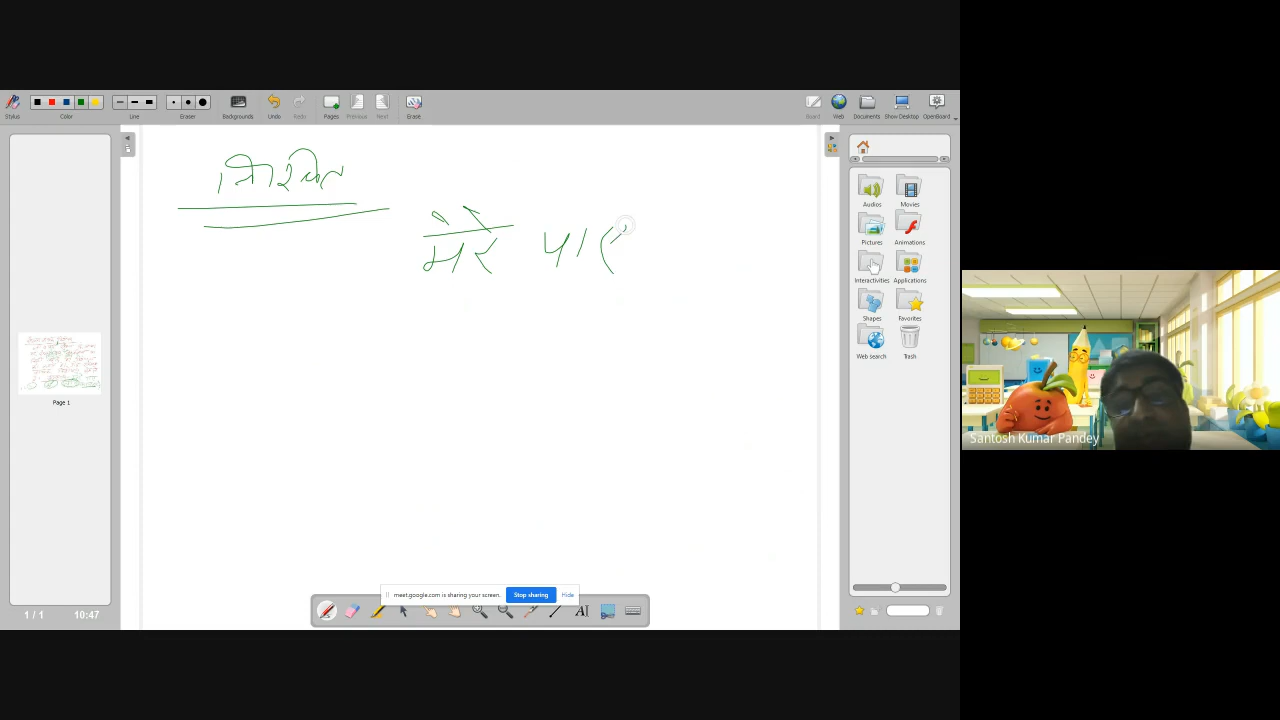 Stylus Color Line Eraser Backgrounds Undo Redo Pages Previous Next Erase Board Web Documents Show Desktop OpenBoard
मेरे
Audios Movies
Pictures Animations
Interactivities Applications
Shapes Favorites
Web search Trash
Page 1
Santosh Kumar Pandey
meet.google.com is sharing your screen. Stop sharing Hide
1 / 1 10:47